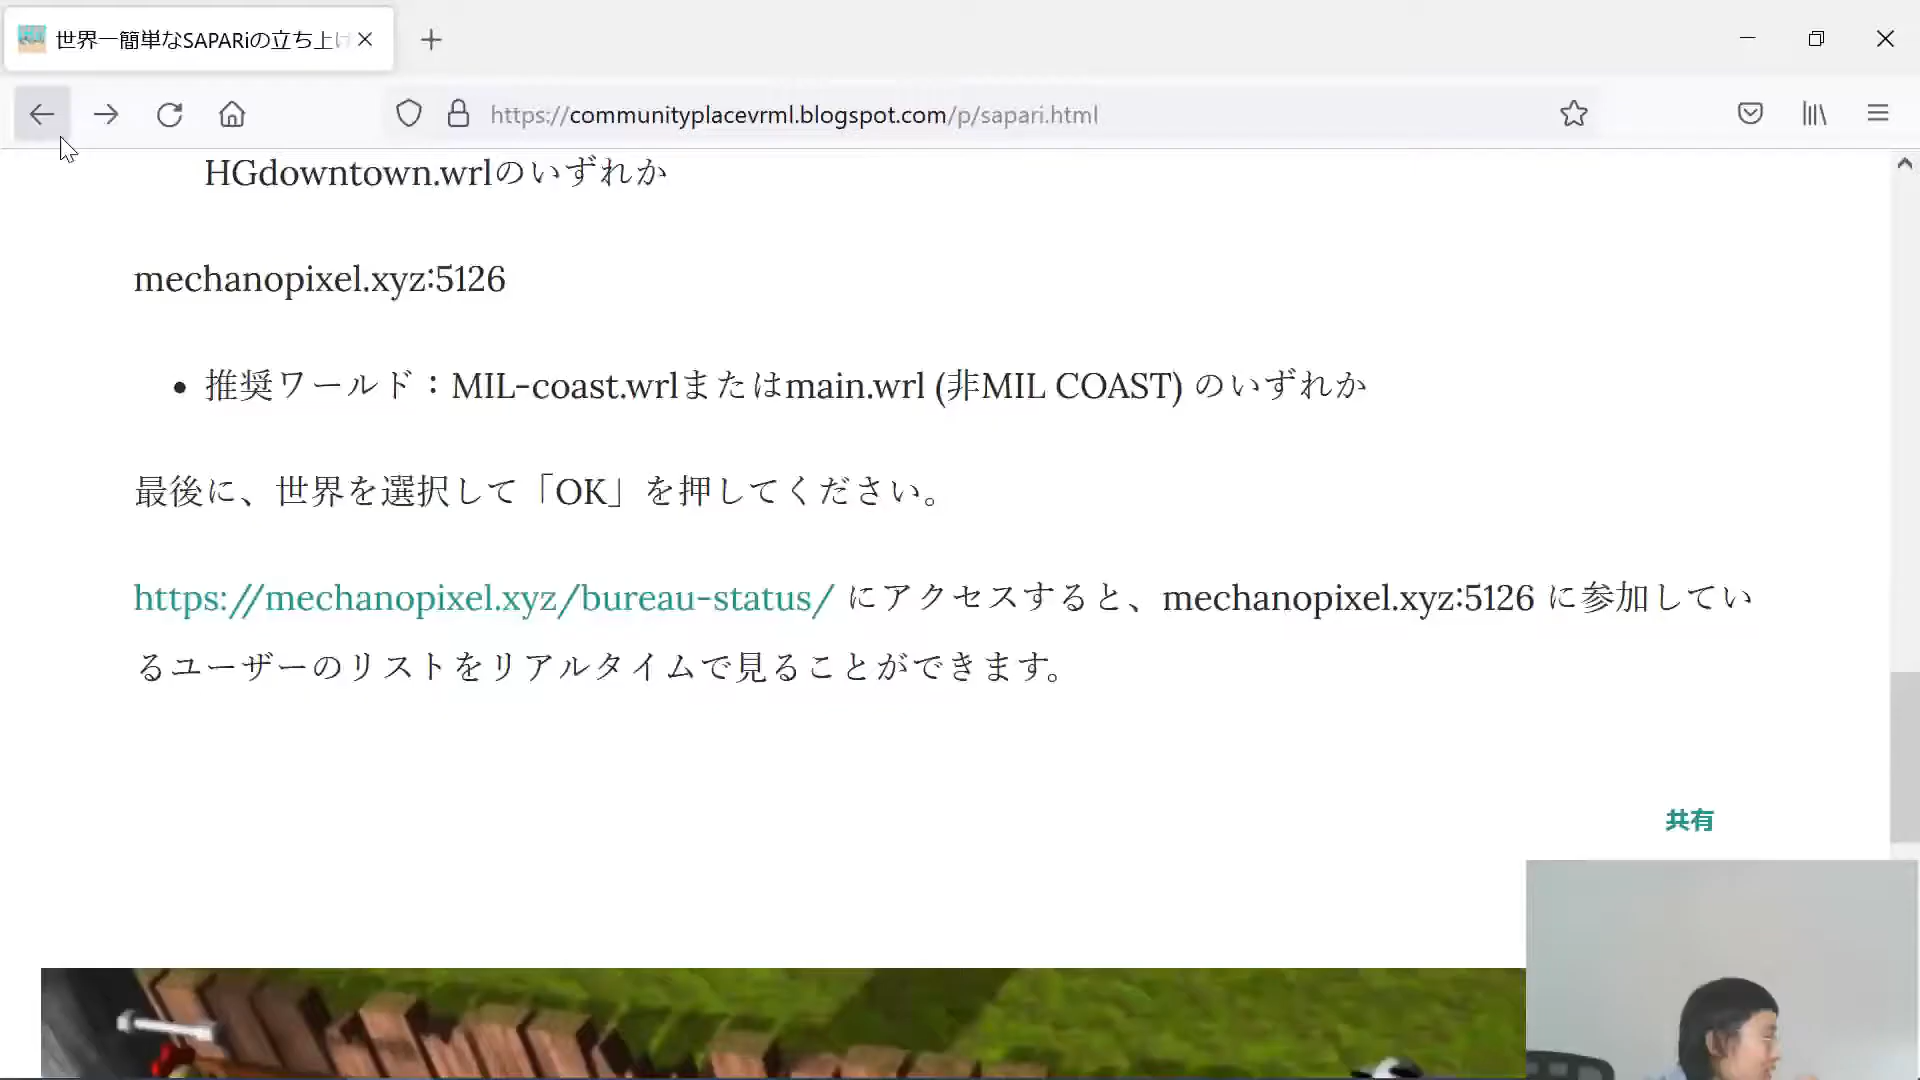 世界一簡単なSAPARiの立ち上げ
https://communityplacevrml.blogspot.com/p/sapari.html
HGdowntown.wrlのいずれか
mechanopixel.xyz:5126
• 推奨ワールド：MIL-coast.wrlまたはmain.wrl (非MIL COAST) のいずれか
最後に、世界を選択して「OK」を押してください。
https://mechanopixel.xyz/bureau-status/ にアクセスすると、mechanopixel.xyz:5126 に参加してい
るユーザーのリストをリアルタイムで見ることができます。
共有